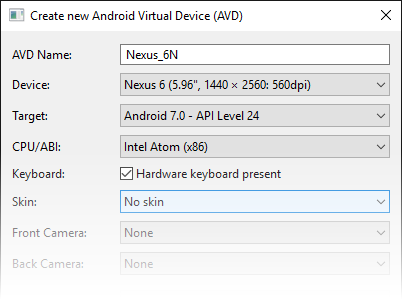 Create new Android Virtual Device (AVD)
AVD Name: Nexus_6N
Device: Nexus 6 (5.96", 1440 × 2560: 560dpi)
Target: Android 7.0 - API Level 24
CPU/ABI: Intel Atom (x86)
Keyboard: Hardware keyboard present
Skin: No skin
Front Camera: None
Back Camera: None